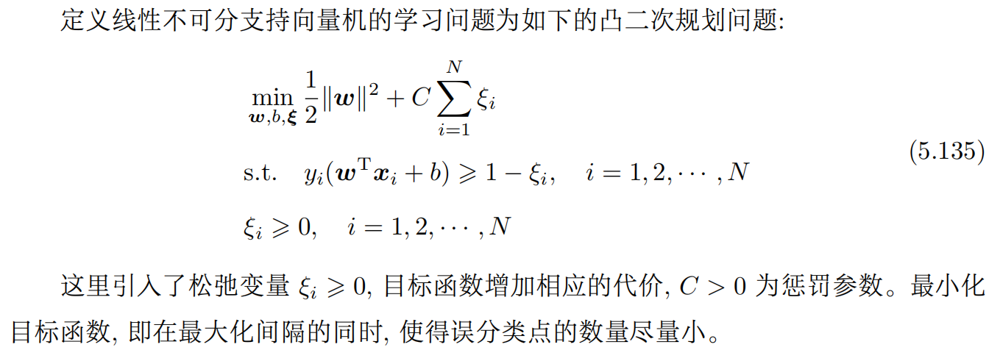 定义线性不可分支持向量机的学习问题为如下的凸二次规划问题:
$$\min_{\boldsymbol{w},b,\boldsymbol{\xi}} \frac{1}{2}\|\boldsymbol{w}\|^2 + C\sum_{i=1}^{N}\xi_i$$
$$\text{s.t.}\quad y_i(\boldsymbol{w}^{\mathrm{T}}\boldsymbol{x}_i + b) \geqslant 1 - \xi_i, \quad i = 1, 2, \cdots, N$$
(5.135)
$$\xi_i \geqslant 0, \quad i = 1, 2, \cdots, N$$
这里引入了松弛变量 $\xi_i \geqslant 0$, 目标函数增加相应的代价, $C > 0$ 为惩罚参数。最小化
目标函数, 即在最大化间隔的同时, 使得误分类点的数量尽量小。